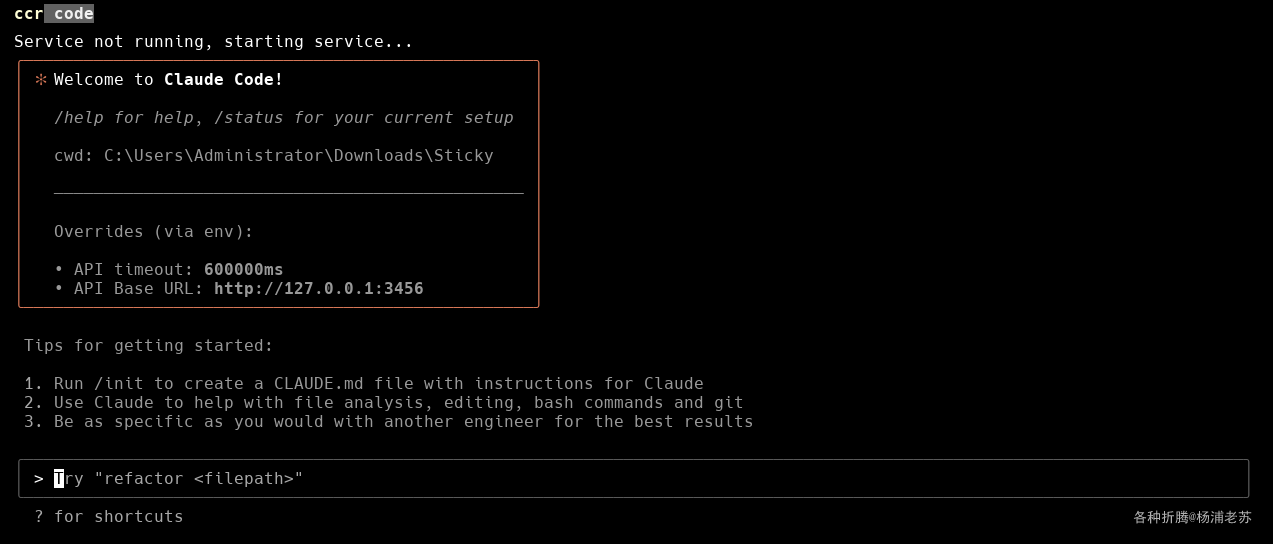 ccr code
Service not running, starting service...
✻ Welcome to Claude Code!
/help for help, /status for your current setup
cwd: C:\Users\Administrator\Downloads\Sticky
Overrides (via env):
• API timeout: 600000ms
• API Base URL: http://127.0.0.1:3456
Tips for getting started:
1. Run /init to create a CLAUDE.md file with instructions for Claude
2. Use Claude to help with file analysis, editing, bash commands and git
3. Be as specific as you would with another engineer for the best results
> Try "refactor <filepath>"
? for shortcuts
各种折腾@杨浦老苏